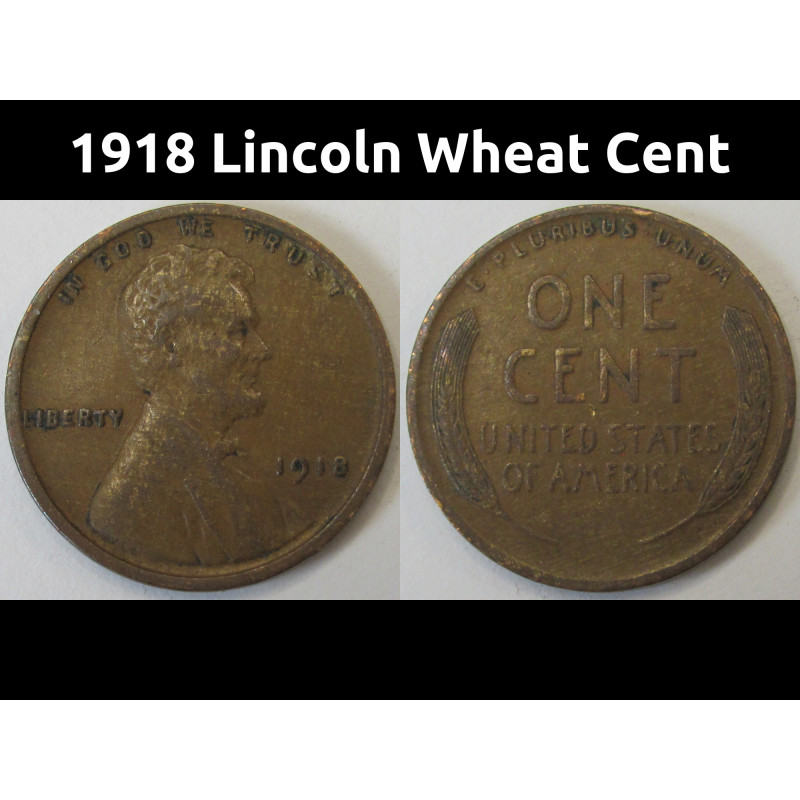 1918 Lincoln Wheat Cent
IN GOD WE TRUST
LIBERTY
1918
E·PLURIBUS·UNUM
ONE
CENT
UNITED STATES
OF AMERICA